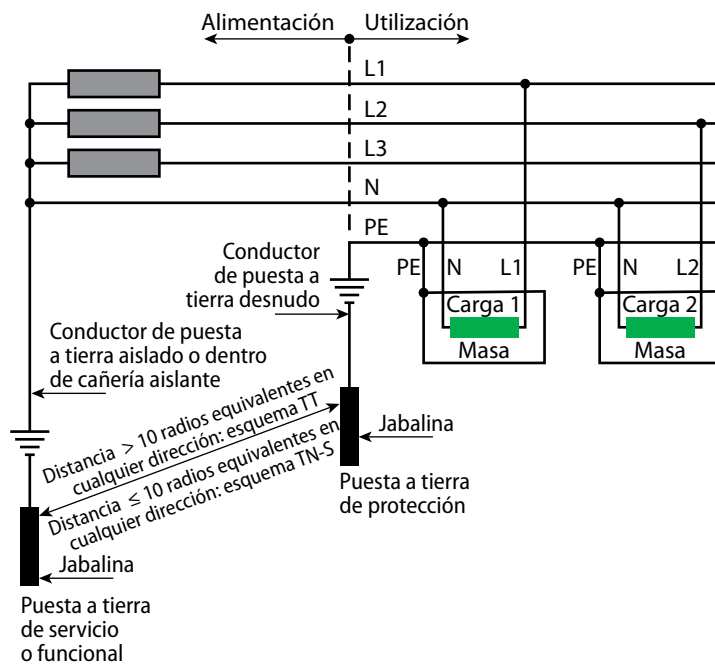 Alimentación
Utilización
L1
L2
L3
N
PE
Conductor
de puesta a
tierra desnudo
PE
N
L1
PE
N
L2
Carga 1
Masa
Carga 2
Masa
Conductor de puesta
a tierra aislado o dentro
de cañería aislante
Distancia > 10 radios equivalentes en
cualquier dirección: esquema TT
Distancia ≤ 10 radios equivalentes en
cualquier dirección: esquema TN-S
Jabalina
Puesta a tierra
de protección
Jabalina
Puesta a tierra
de servicio
o funcional